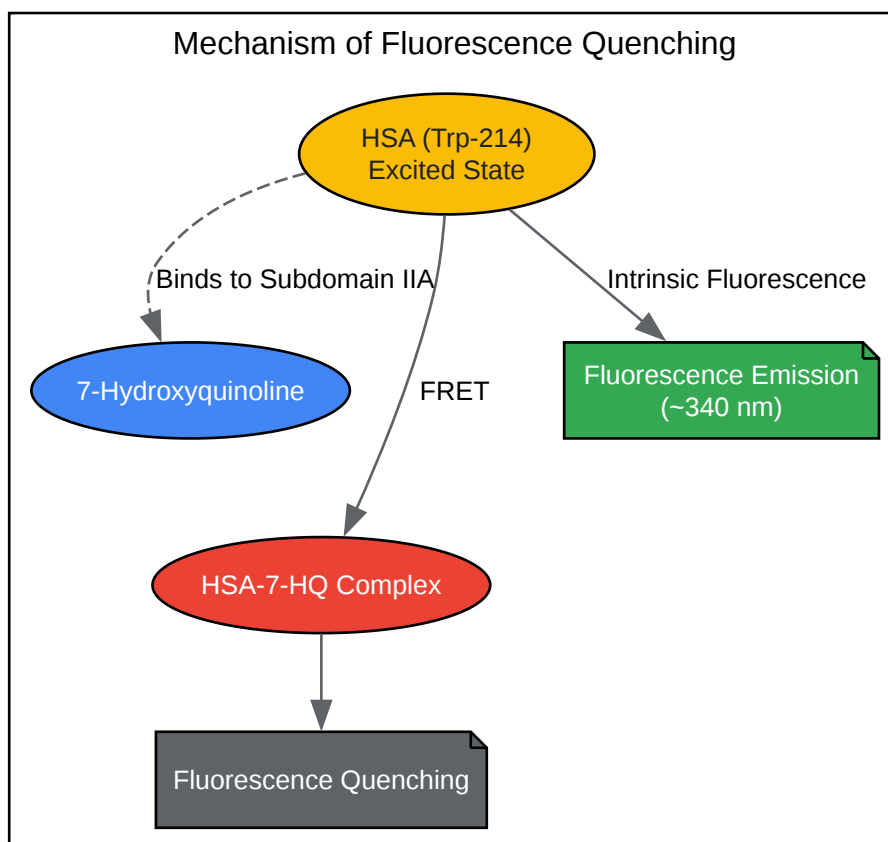 Mechanism of Fluorescence Quenching
HSA (Trp-214)
Excited State
Binds to Subdomain IIA
Intrinsic Fluorescence
7-Hydroxyquinoline
FRET
Fluorescence Emission
(~340 nm)
HSA-7-HQ Complex
Fluorescence Quenching